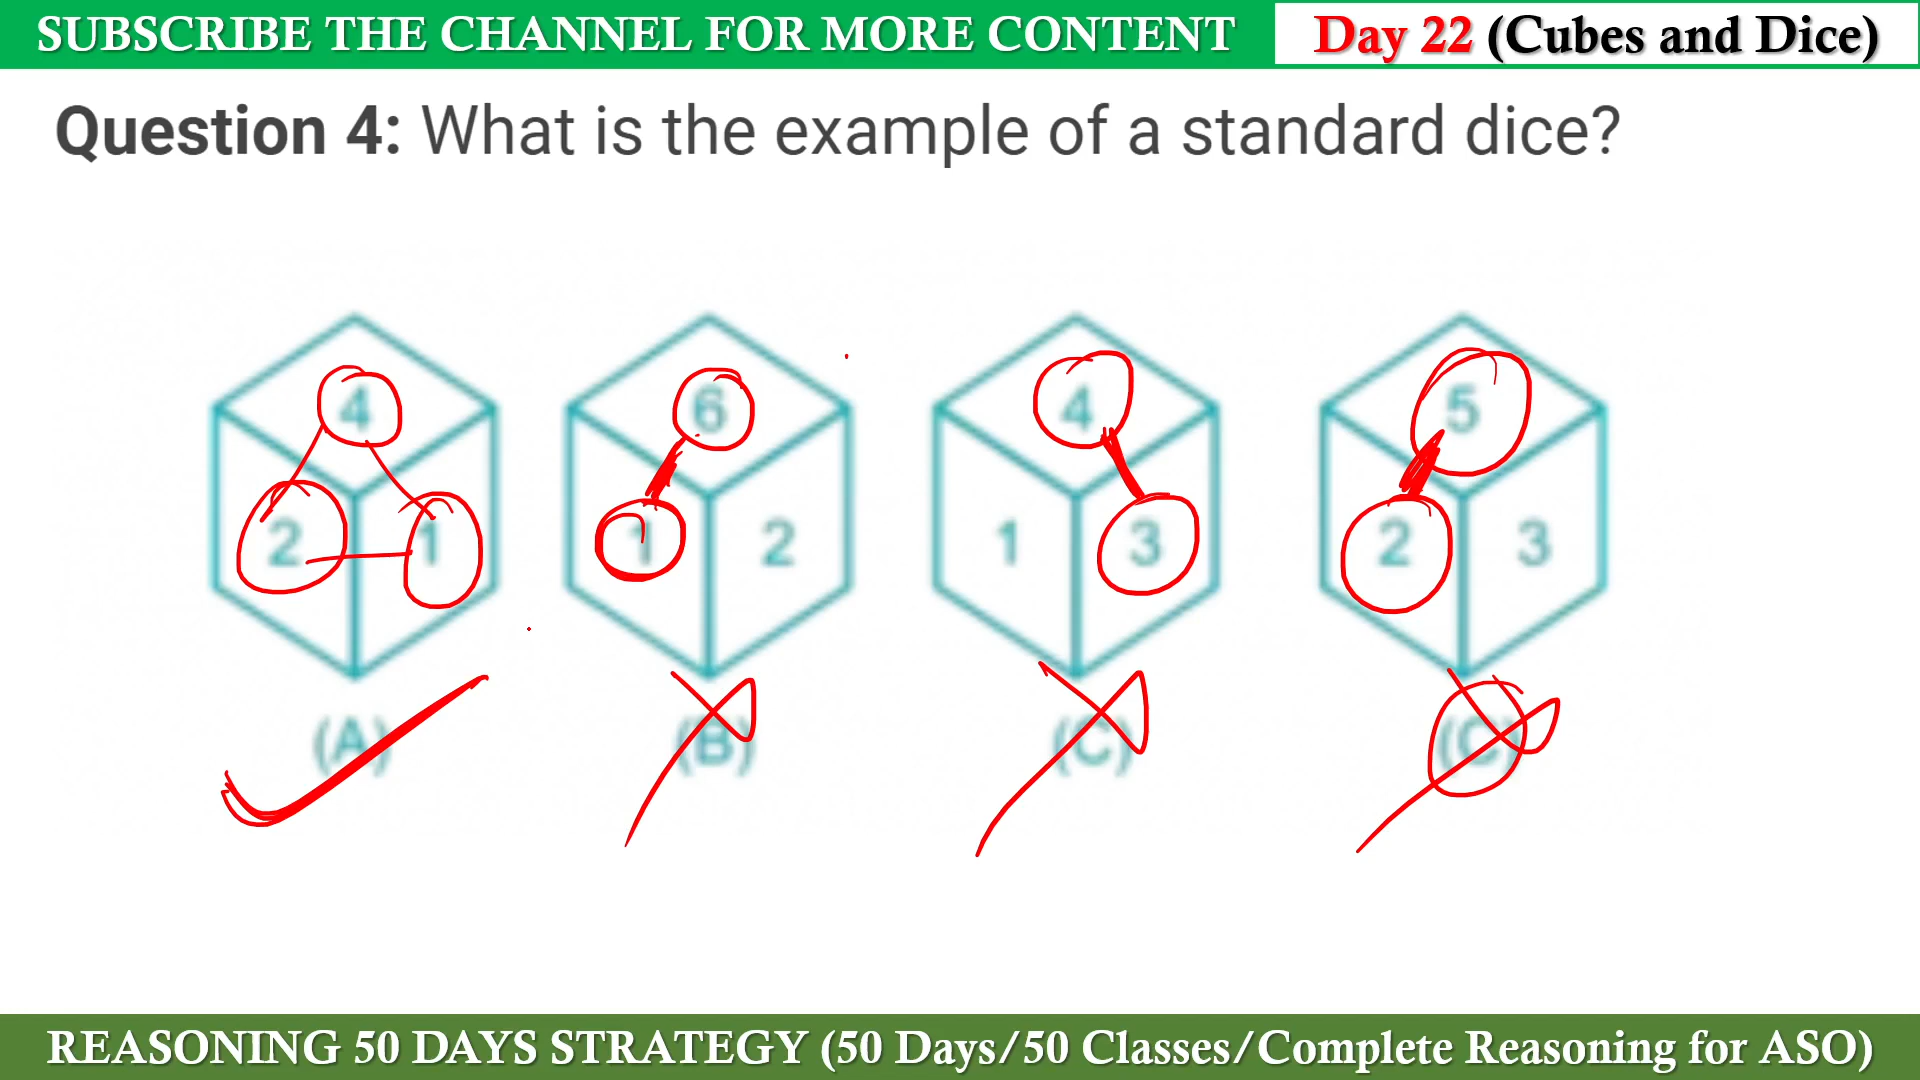 SUBSCRIBE THE CHANNEL FOR MORE CONTENT
Day 22 (Cubes and Dice)
Question 4: What is the example of a standard dice?
4 6 4 5
2 1 1 2 1 3 2 3
(A) (B) (C) (C)
REASONING 50 DAYS STRATEGY (50 Days/50 Classes/Complete Reasoning for ASO)